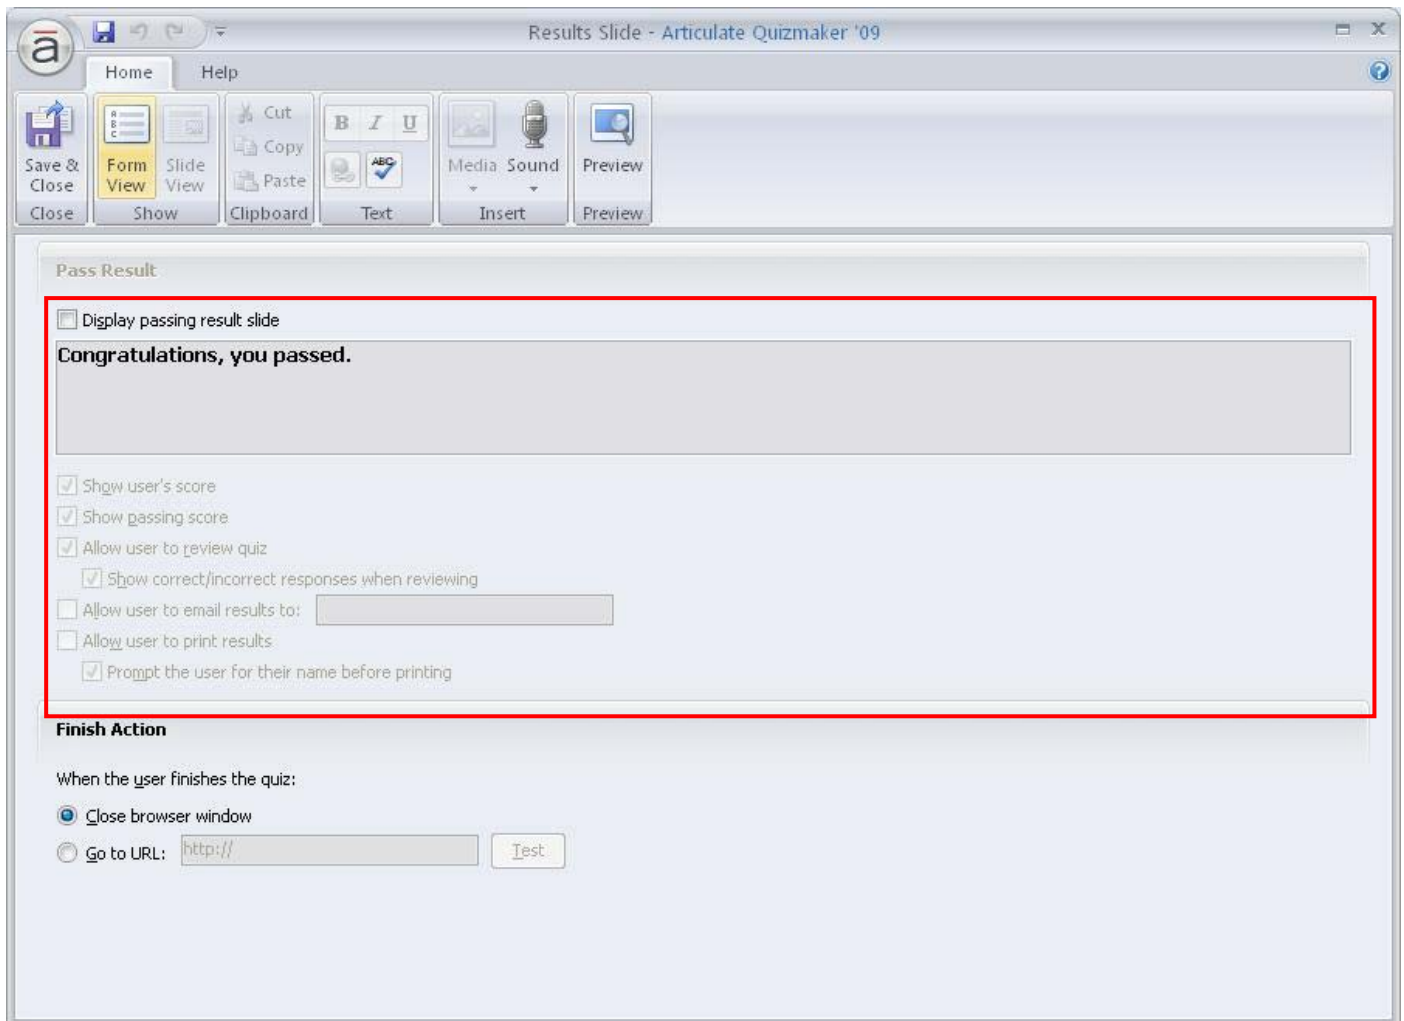 Results Slide - Articulate Quizmaker '09
ā
Home Help
Save & Close
Form View
Slide View
Cut
Copy
Paste
B I U
ABC
Media
Sound
Preview
Close Show Clipboard Text Insert Preview
Pass Result
Display passing result slide
Congratulations, you passed.
Show user's score
Show passing score
Allow user to review quiz
Show correct/incorrect responses when reviewing
Allow user to email results to:
Allow user to print results
Prompt the user for their name before printing
Finish Action
When the user finishes the quiz:
Close browser window
Go to URL: http:// Test